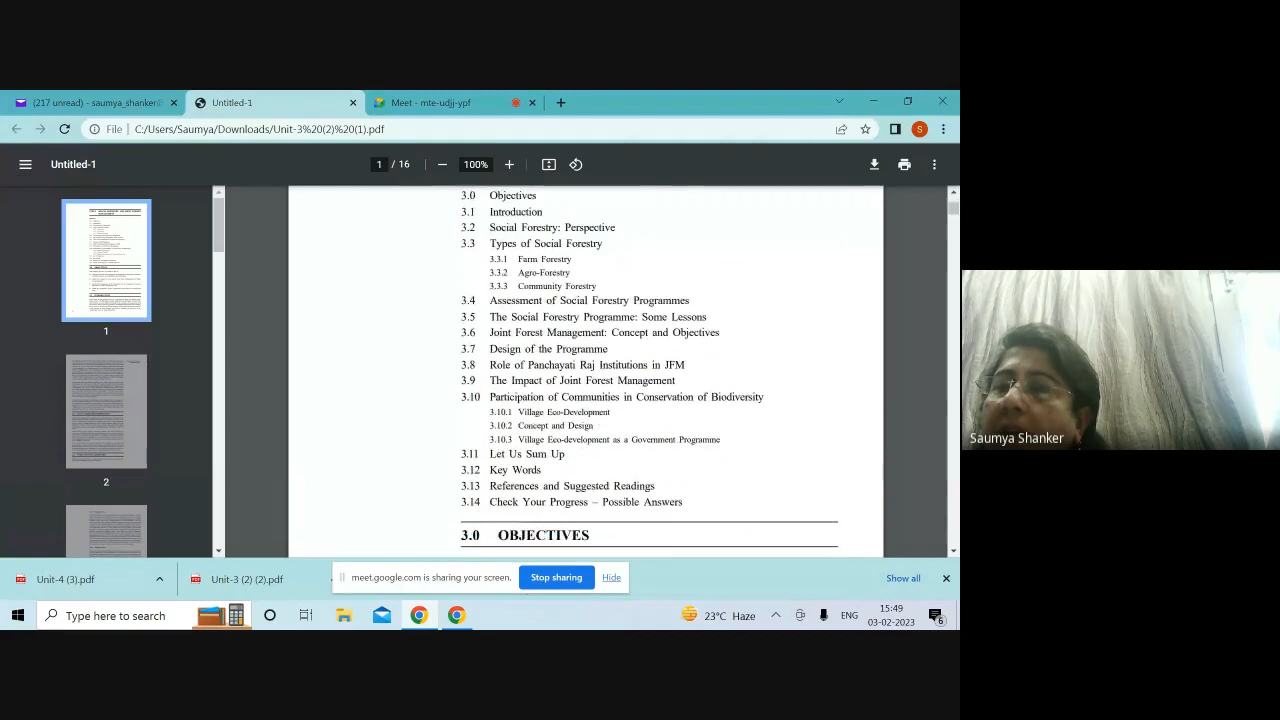 (217 unread) - saumya_shanker@
Untitled-1
Meet - mte-udjj-ypf
File
C:/Users/Saumya/Downloads/Unit-3%20(2)%20(1).pdf
S
Untitled-1
1 / 16
100%
3.0 Objectives
3.1 Introduction
3.2 Social Forestry: Perspective
3.3 Types of Social Forestry
3.3.1 Farm Forestry
3.3.2 Agro-Forestry
3.3.3 Community Forestry
3.4 Assessment of Social Forestry Programmes
3.5 The Social Forestry Programme: Some Lessons
3.6 Joint Forest Management: Concept and Objectives
3.7 Design of the Programme
3.8 Role of Panchayati Raj Institutions in JFM
3.9 The Impact of Joint Forest Management
3.10 Participation of Communities in Conservation of Biodiversity
3.10.1 Village Eco-Development
3.10.2 Concept and Design
3.10.3 Village Eco-development as a Government Programme
3.11 Let Us Sum Up
3.12 Key Words
3.13 References and Suggested Readings
3.14 Check Your Progress – Possible Answers
3.0 OBJECTIVES
1
2
Saumya Shanker
Unit-4 (3).pdf
Unit-3 (2) (2).pdf
meet.google.com is sharing your screen.
Stop sharing
Hide
Show all
Type here to search
23°C Haze
ENG
15:49
03-02-2023
6